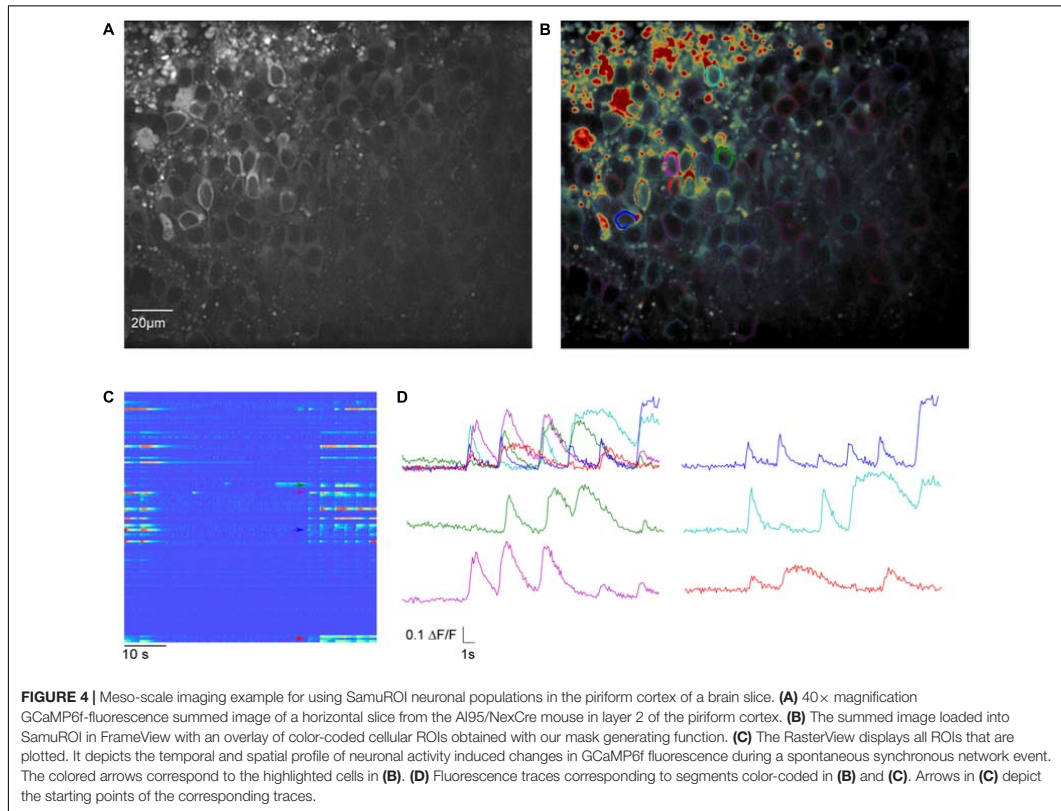 A
B
20µm
C
D
10 s
0.1 ΔF/F
1s
FIGURE 4 | Meso-scale imaging example for using SamuROI neuronal populations in the piriform cortex of a brain slice. (A) 40× magnification
GCaMP6f-fluorescence summed image of a horizontal slice from the AI95/NexCre mouse in layer 2 of the piriform cortex. (B) The summed image loaded into
SamuROI in FrameView with an overlay of color-coded cellular ROIs obtained with our mask generating function. (C) The RasterView displays all ROIs that are
plotted. It depicts the temporal and spatial profile of neuronal activity induced changes in GCaMP6f fluorescence during a spontaneous synchronous network event.
The colored arrows correspond to the highlighted cells in (B). (D) Fluorescence traces corresponding to segments color-coded in (B) and (C). Arrows in (C) depict
the starting points of the corresponding traces.